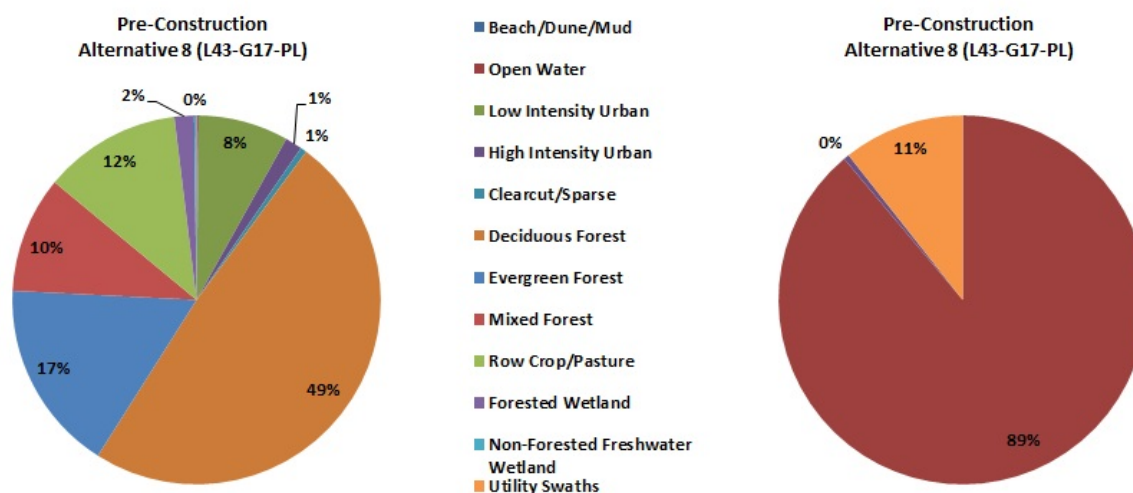 Pre-Construction
Alternative 8 (L43-G17-PL)
2%
0%
8%
1%
1%
12%
10%
17%
49%
Beach/Dune/Mud
Open Water
Low Intensity Urban
High Intensity Urban
Clearcut/Sparse
Deciduous Forest
Evergreen Forest
Mixed Forest
Row Crop/Pasture
Forested Wetland
Non-Forested Freshwater
Wetland
Utility Swaths
Pre-Construction
Alternative 8 (L43-G17-PL)
0%
11%
89%